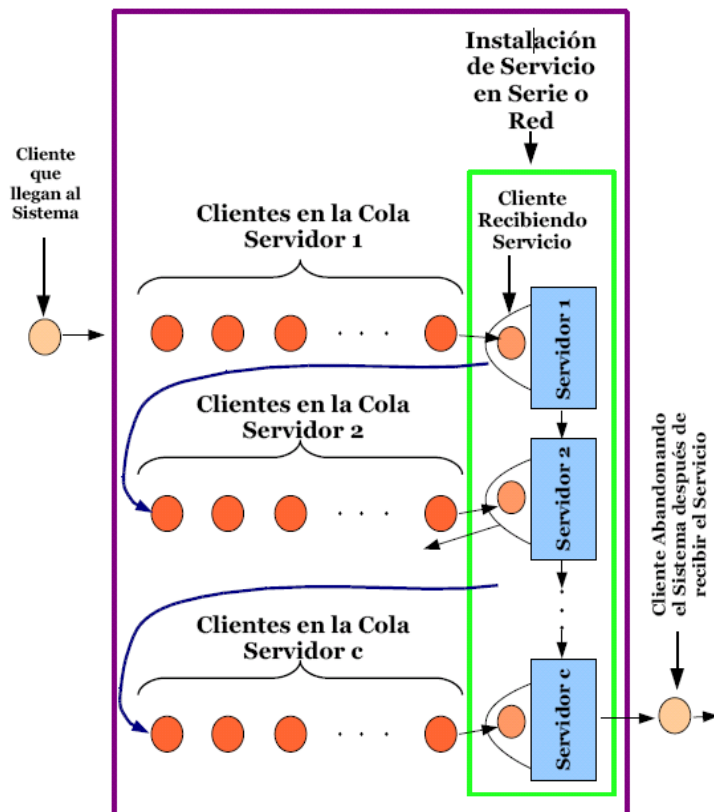 Instalación
de Servicio
en Serie o
Red
Cliente
que
llegan al
Sistema
Clientes en la Cola
Servidor 1
Cliente
Recibiendo
Servicio
Servidor 1
Clientes en la Cola
Servidor 2
Servidor 2
Clientes en la Cola
Servidor c
Servidor c
Cliente Abandonando
el Sistema después de
recibir el Servicio